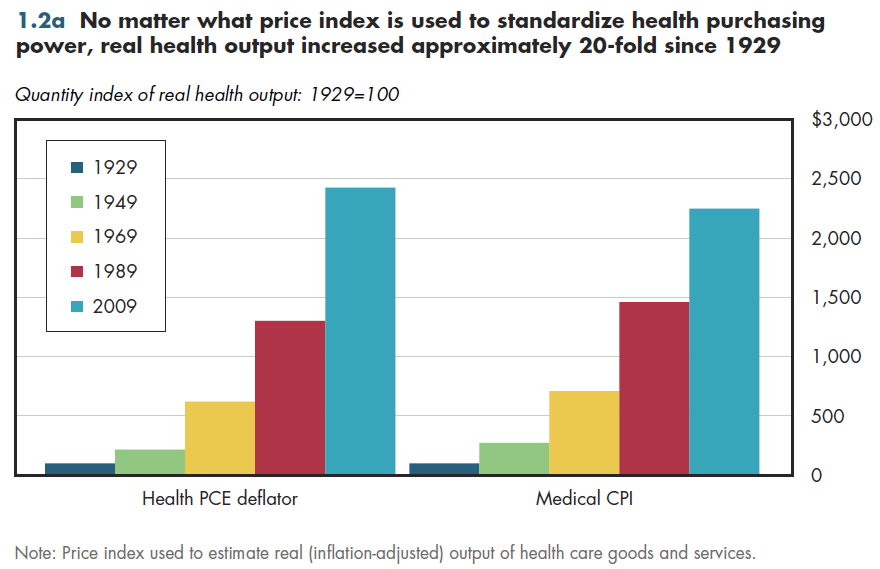 1.2a No matter what price index is used to standardize health purchasing
power, real health output increased approximately 20-fold since 1929
Quantity index of real health output: 1929=100
$3,000
1929
2,500
1949
1969
2,000
1989
1,500
2009
1,000
500
0
Health PCE deflator
Medical CPI
Note: Price index used to estimate real (inflation-adjusted) output of health care goods and services.